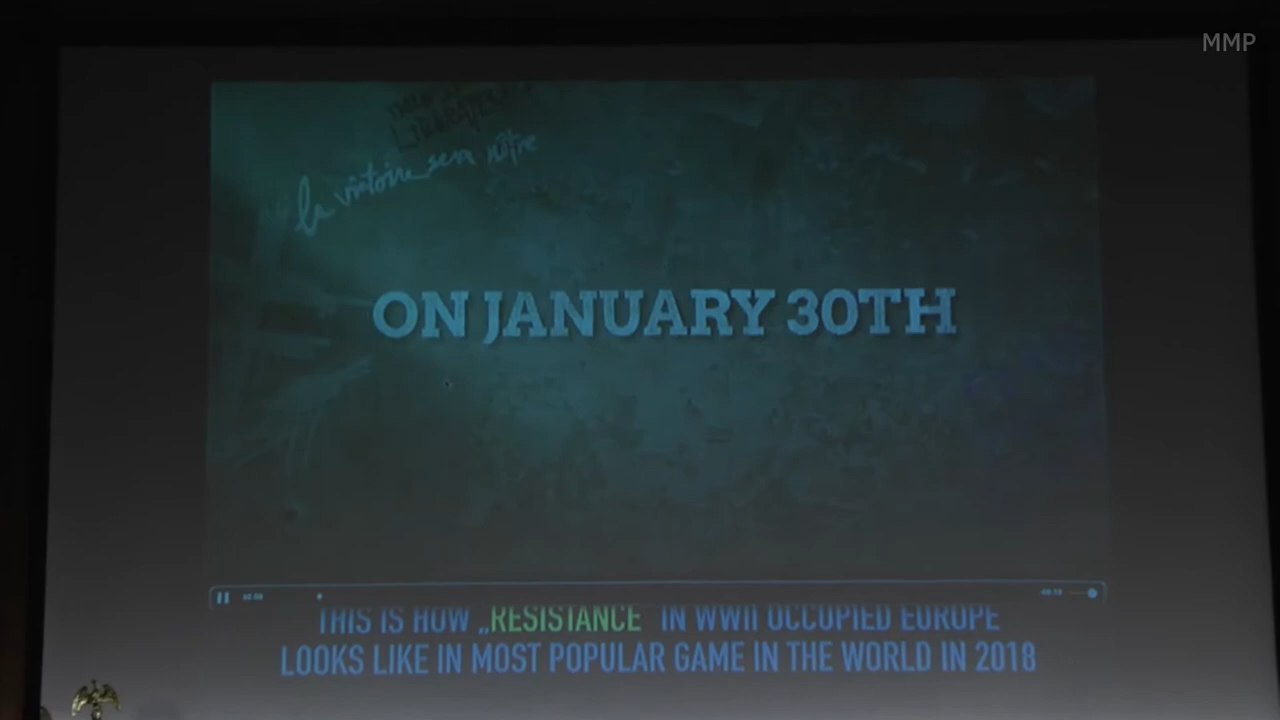 MMP
la victoire sera nôtre
ON JANUARY 30TH
THIS IS HOW „RESISTANCE IN WWII OCCUPIED EUROPE
LOOKS LIKE IN MOST POPULAR GAME IN THE WORLD IN 2018